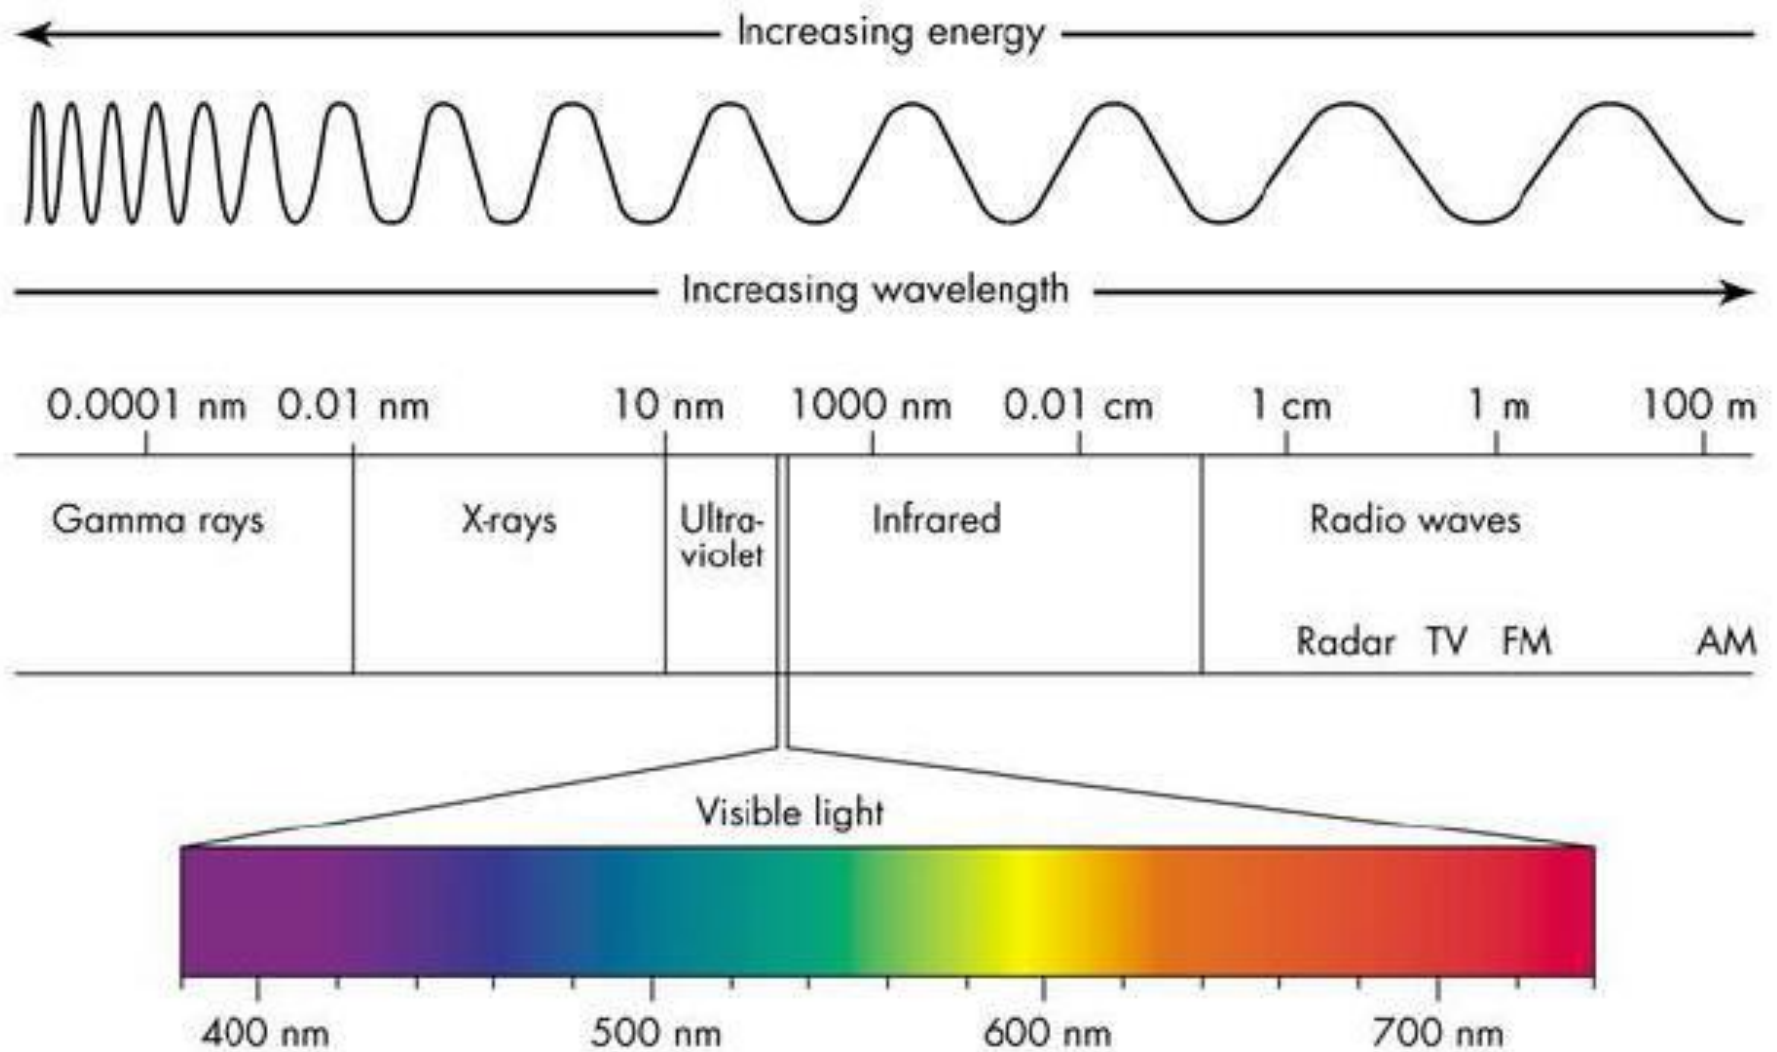 Increasing energy
Increasing wavelength
0.0001 nm 0.01 nm 10 nm 1000 nm 0.01 cm 1 cm 1 m 100 m
Gamma rays X-rays Ultra- Infrared Radio waves
violet
Radar TV FM AM
Visible light
400 nm 500 nm 600 nm 700 nm